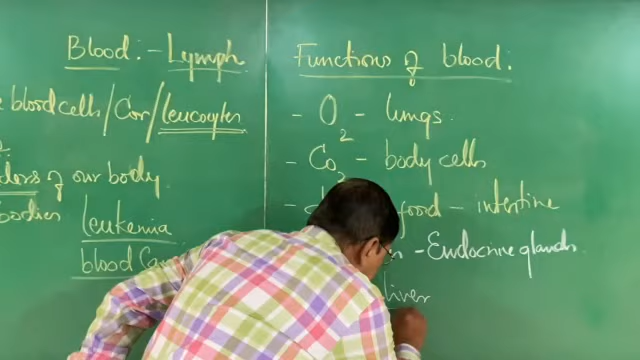 Blood: - Lymph
blood cells / Cor / leucocytes
of our body.
bodies
leukemia
blood Can
Functions of blood:
- O2 - lungs.
- Co2 - body cells
- food - intestine
- Endocrine glands.
liver